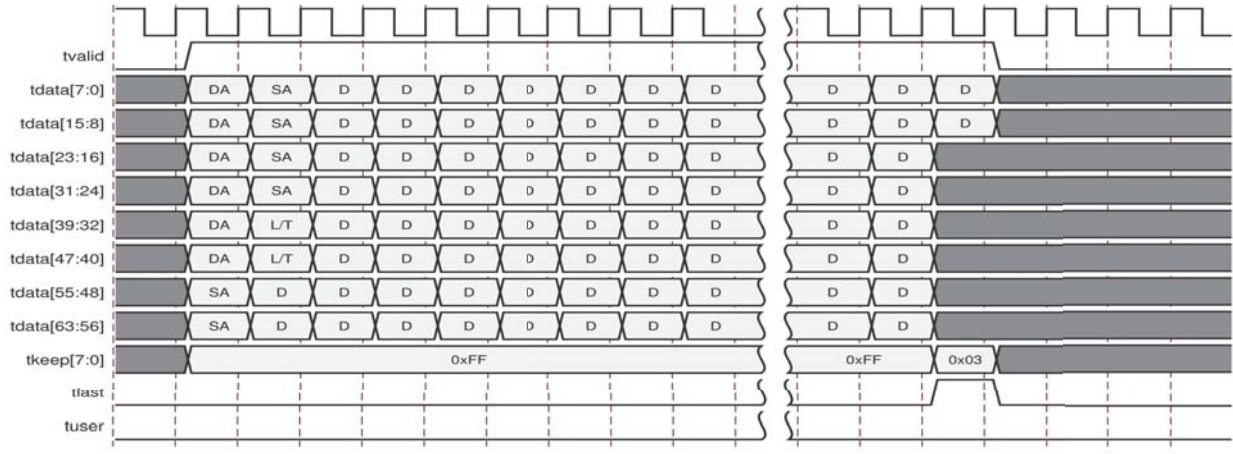 tvalid
tdata[7:0] DA SA D D D D D D D D D D
tdata[15:8] DA SA D D D D D D D D D D
tdata[23:16] DA SA D D D D D D D D D
tdata[31:24] DA SA D D D D D D D D D
tdata[39:32] DA L/T D D D D D D D D D
tdata[47:40] DA L/T D D D D D D D D D
tdata[55:48] SA D D D D D D D D D D
tdata[63:56] SA D D D D D D D D D D
tkeep[7:0] 0xFF 0xFF 0x03
tlast
tuser